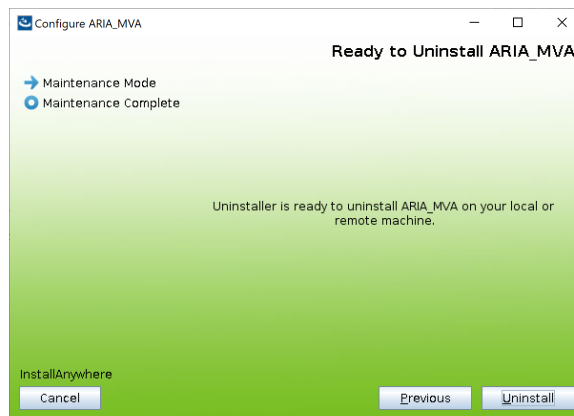 Configure ARIA_MVA
Ready to Uninstall ARIA_MVA
Maintenance Mode
Maintenance Complete
Uninstaller is ready to uninstall ARIA_MVA on your local or
remote machine.
InstallAnywhere
Cancel
Previous
Uninstall